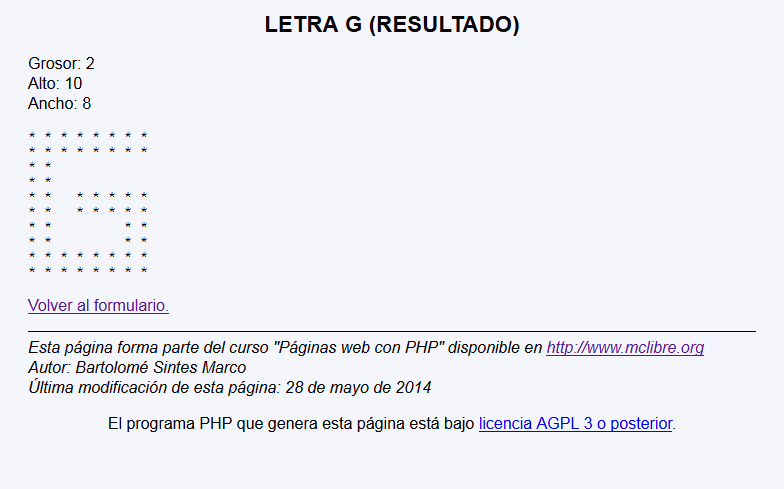 LETRA G (RESULTADO)
Grosor: 2
Alto: 10
Ancho: 8
* * * * * * * *
* * * * * * * *
* *
* *
* *   * * * * *
* *   * * * * *
* *         * *
* *         * *
* * * * * * * *
* * * * * * * *
Volver al formulario.
Esta página forma parte del curso "Páginas web con PHP" disponible en http://www.mclibre.org
Autor: Bartolomé Sintes Marco
Última modificación de esta página: 28 de mayo de 2014
El programa PHP que genera esta página está bajo licencia AGPL 3 o posterior.